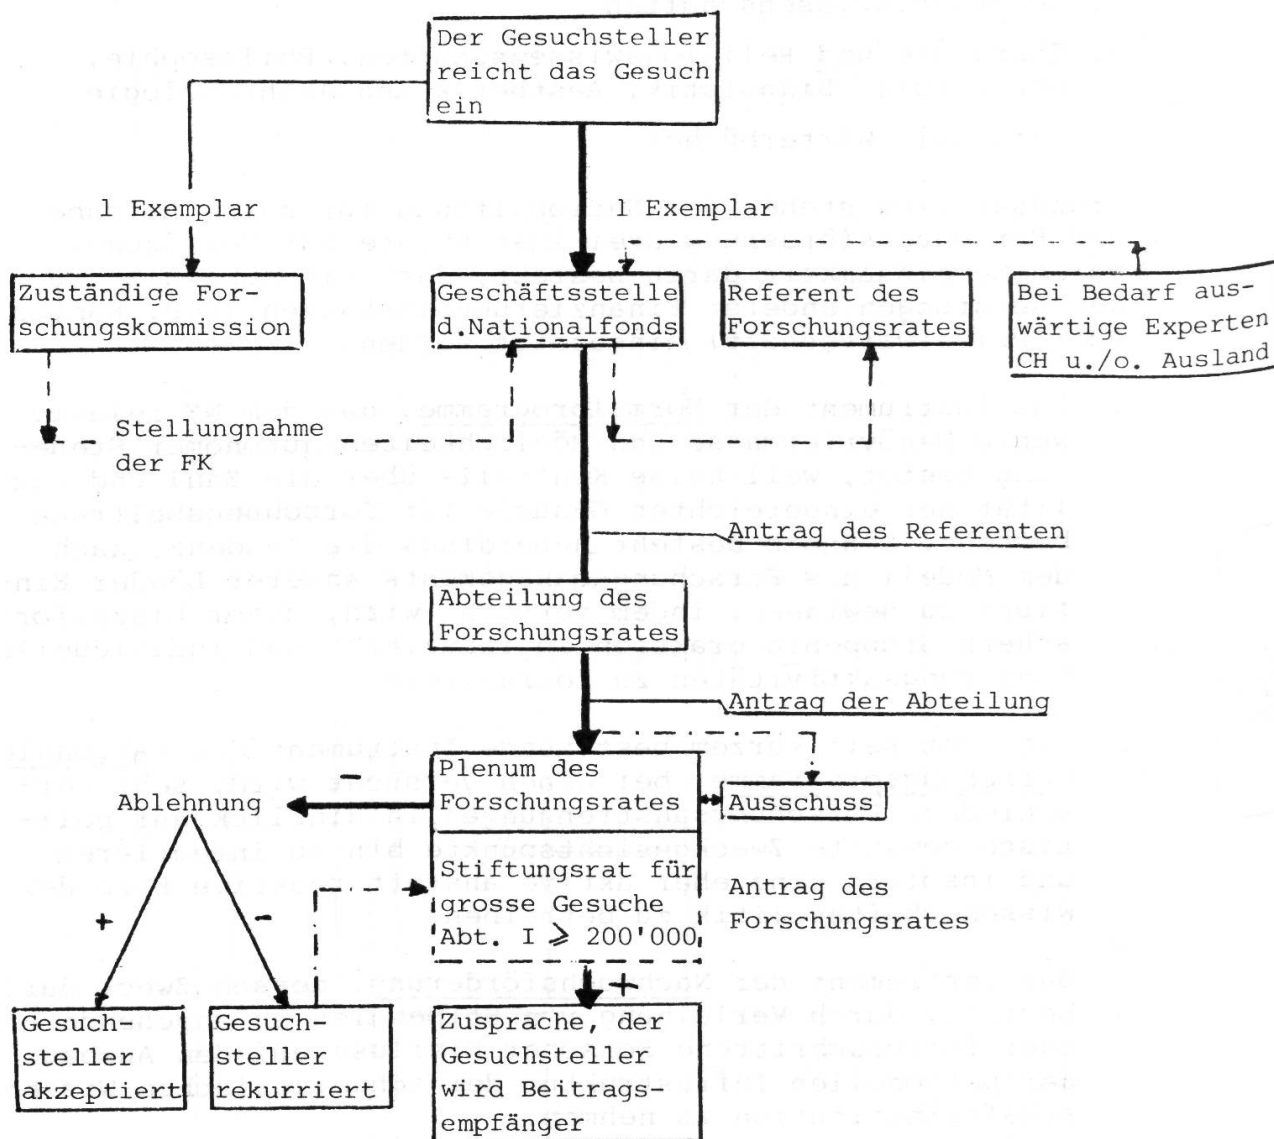 Der Gesuchsteller
reicht das Gesuch
ein
1 Exemplar
1 Exemplar
Zuständige For-
schungskommission
Geschäftsstelle
d.Nationalfonds
Referent des
Forschungsrates
Bei Bedarf aus-
wärtige Experten
CH u./o. Ausland
Stellungnahme
der FK
Antrag des Referenten
Abteilung des
Forschungsrates
Antrag der Abteilung
Plenum des
Forschungsrates
−
Ablehnung
Ausschuss
Stiftungsrat für
grosse Gesuche
Abt. I ⩾ 200'000
Antrag des
Forschungsrates
+
−
+
Gesuch-
steller
akzeptiert
Gesuch-
steller
rekurriert
Zusprache, der
Gesuchsteller
wird Beitrags-
empfänger